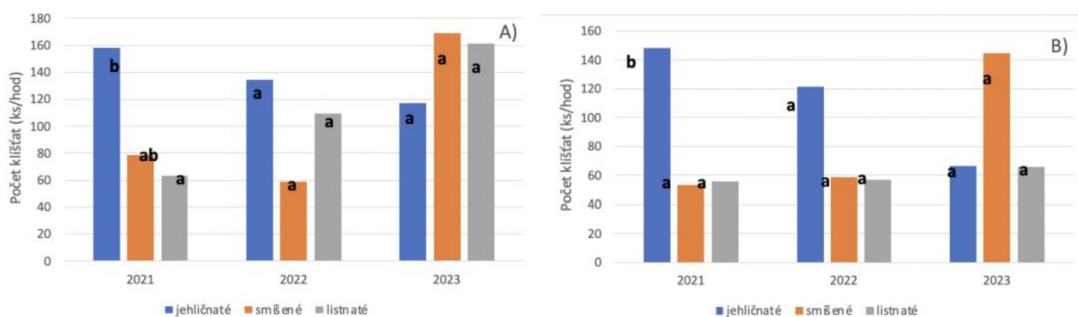 A)
Počet klíšťat (ks/hod)
180
160
140
120
100
80
60
40
20
0
b
ab
a
a
a
a
a
a
a
2021
2022
2023
jehličnaté
smíšené
listnaté
B)
Počet klíšťat (ks/hod)
160
140
120
100
80
60
40
20
0
b
a
a
a
a
a
a
a
a
2021
2022
2023
jehličnaté
smíšené
listnaté